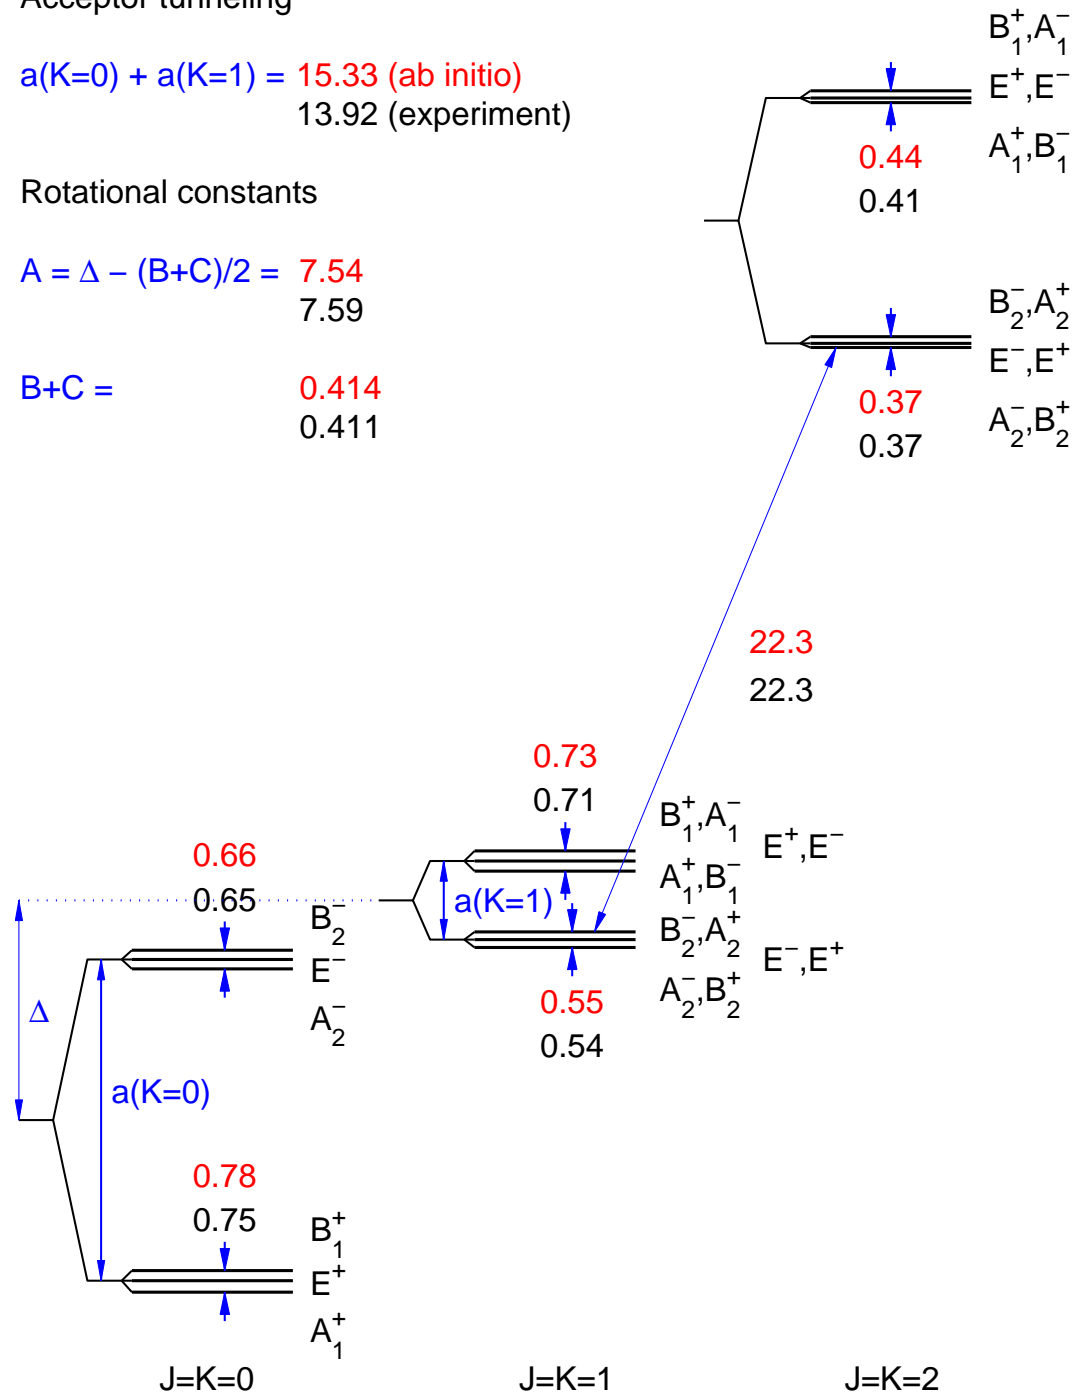 Acceptor tunneling
a(K=0) + a(K=1) = 15.33 (ab initio)
13.92 (experiment)
Rotational constants
A = Δ − (B+C)/2 = 7.54
7.59
B+C = 0.414
0.411
B₁⁺,A₁⁻
E⁺,E⁻
A₁⁺,B₁⁻
0.44
0.41
B₂⁻,A₂⁺
E⁻,E⁺
A₂⁻,B₂⁺
0.37
0.37
22.3
22.3
0.73
0.71
B₁⁺,A₁⁻
E⁺,E⁻
A₁⁺,B₁⁻
a(K=1)
B₂⁻,A₂⁺
E⁻,E⁺
A₂⁻,B₂⁺
0.55
0.54
0.66
0.65
B₂⁻
E⁻
A₂⁻
Δ
a(K=0)
0.78
0.75
B₁⁺
E⁺
A₁⁺
J=K=0 J=K=1 J=K=2